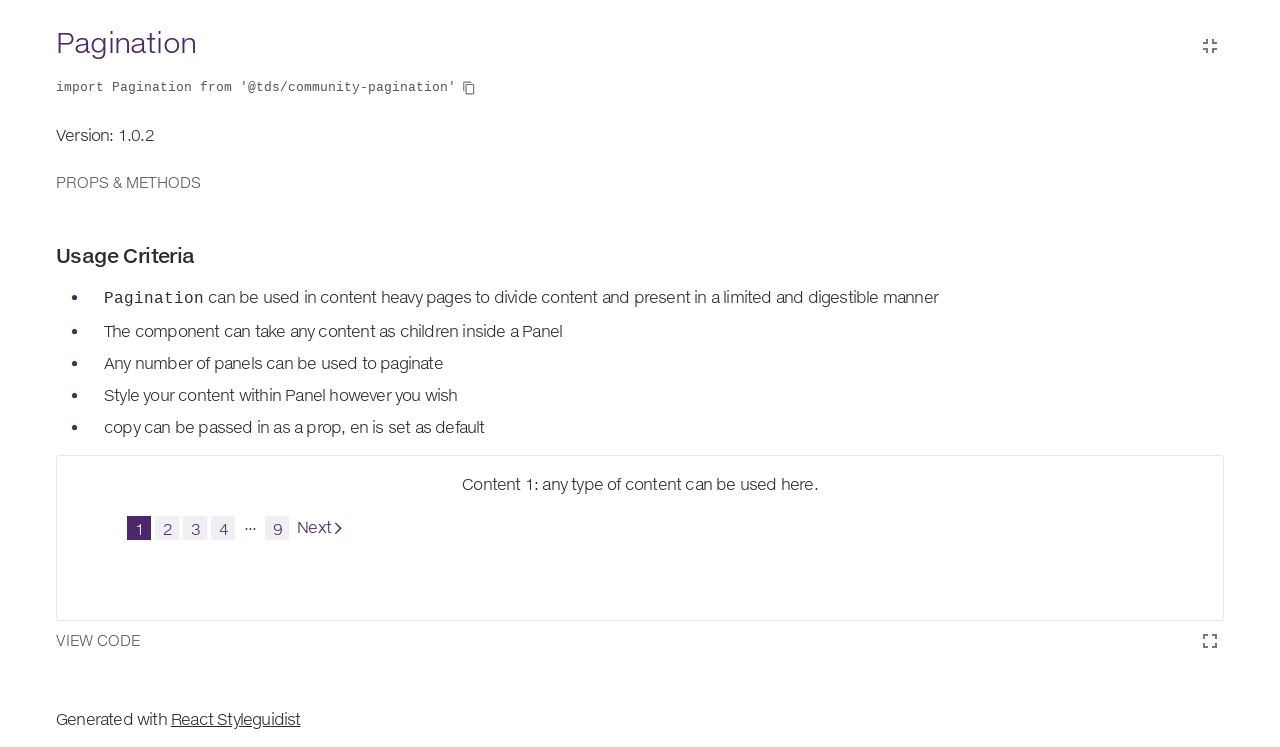 Pagination
import Pagination from '@tds/community-pagination'
Version: 1.0.2
PROPS & METHODS
Usage Criteria
Pagination can be used in content heavy pages to divide content and present in a limited and digestible manner
The component can take any content as children inside a Panel
Any number of panels can be used to paginate
Style your content within Panel however you wish
copy can be passed in as a prop, en is set as default
Content 1: any type of content can be used here.
1 2 3 4 ... 9 Next
VIEW CODE
Generated with React Styleguidist